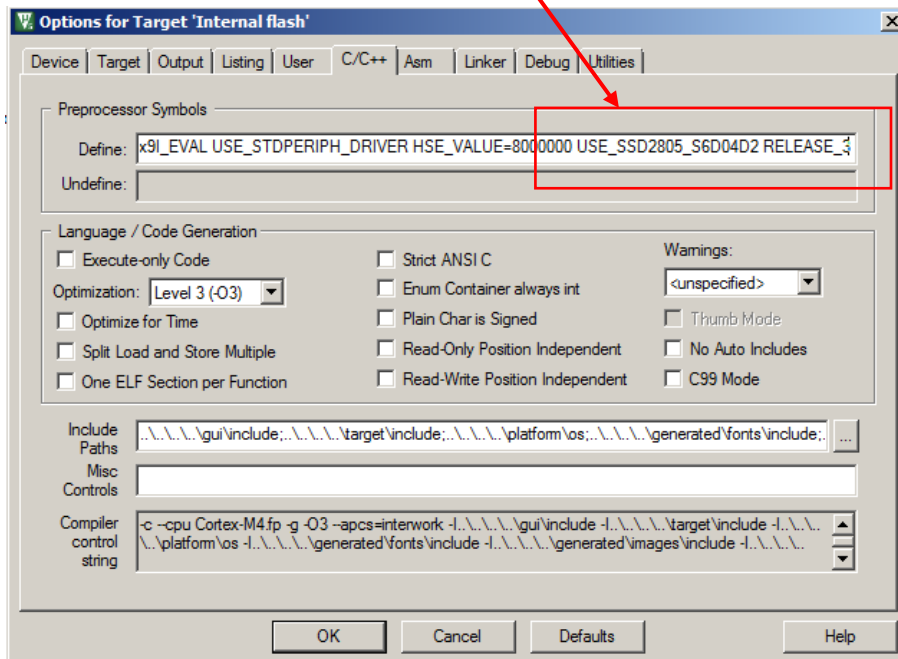 Options for Target 'Internal flash'
Device | Target | Output | Listing | User | C/C++ | Asm | Linker | Debug | Utilities
Preprocessor Symbols
Define: x9I_EVAL USE_STDPERIPH_DRIVER HSE_VALUE=8000000 USE_SSD2805_S6D04D2 RELEASE_3
Undefine:
Language / Code Generation
Execute-only Code
Strict ANSI C
Warnings:
Optimization: Level 3 (-O3)
Enum Container always int
<unspecified>
Optimize for Time
Plain Char is Signed
Thumb Mode
Split Load and Store Multiple
Read-Only Position Independent
No Auto Includes
One ELF Section per Function
Read-Write Position Independent
C99 Mode
Include Paths
..\..\..\..\gui\include;..\..\..\..\target\include;..\..\..\..\platform\os;..\..\..\..\generated\fonts\include;.
...
Misc Controls
Compiler control string
-c --cpu Cortex-M4.fp -g -O3 --apcs=interwork -I..\..\..\..\gui\include -I..\..\..\..\target\include -I..\..\..
\..\platform\os -I..\..\..\..\generated\fonts\include -I..\..\..\..\generated\images\include -I..\..\..\..
OK
Cancel
Defaults
Help